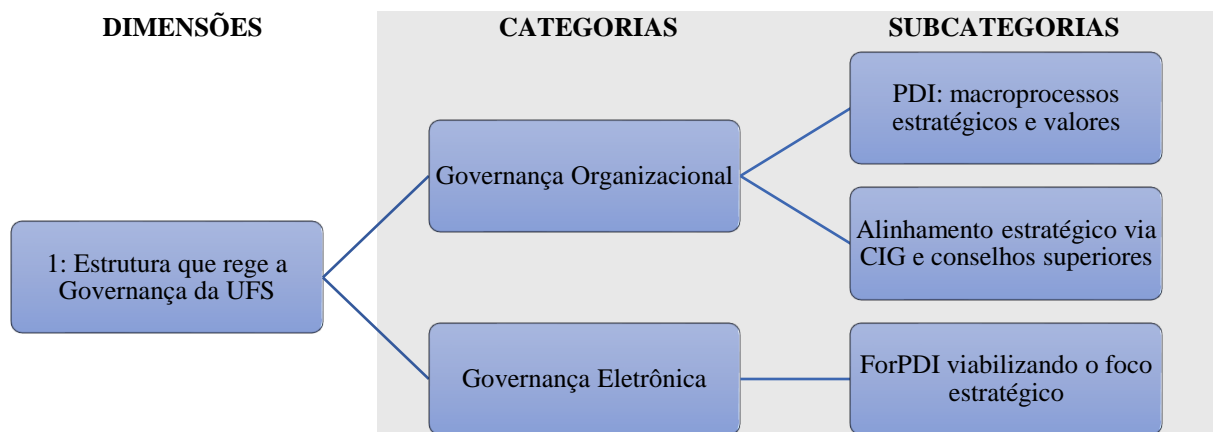 DIMENSÕES
CATEGORIAS
SUBCATEGORIAS
1: Estrutura que rege a
Governança da UFS
Governança Organizacional
PDI: macroprocessos
estratégicos e valores
Alinhamento estratégico via
CIG e conselhos superiores
Governança Eletrônica
ForPDI viabilizando o foco
estratégico